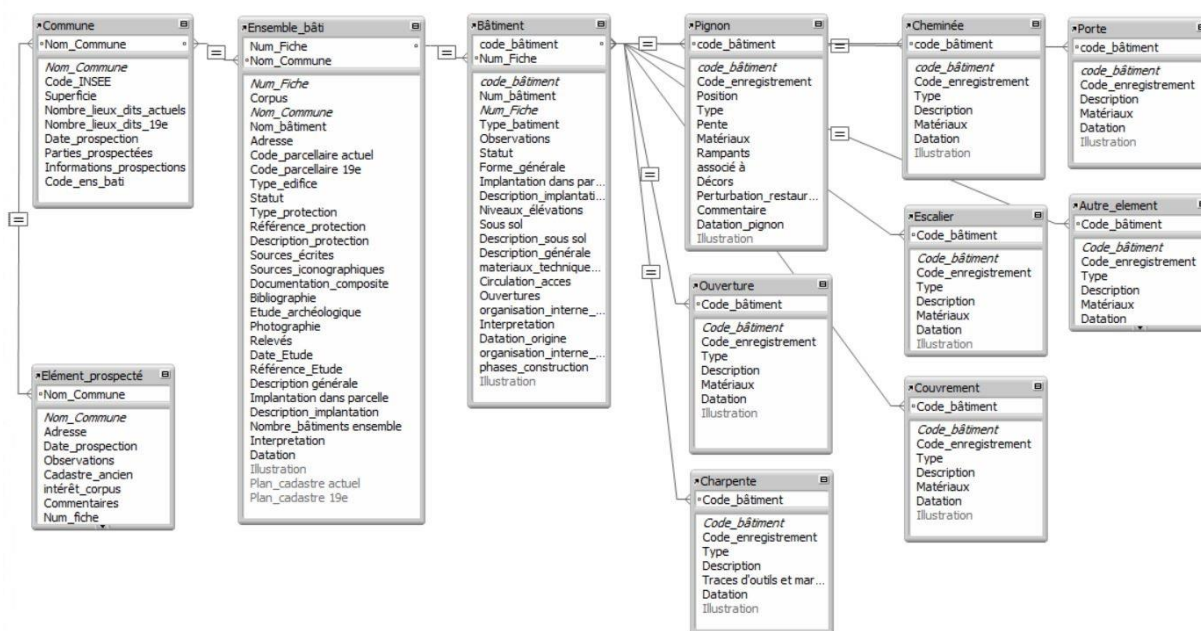 Commune
Nom_Commune
Nom_Commune
Code_INSEE
Superficie
Nombre_lieux_dits_actuels
Nombre_lieux_dits_19e
Date_prospection
Parties_prospectées
Informations_prospections
Code_ens_bati
Elément_prospecté
Nom_Commune
Nom_Commune
Adresse
Date_prospection
Observations
Cadastre_ancien
intérêt_corpus
Commentaires
Num_fiche
Ensemble_bâti
Num_Fiche
Nom_Commune
Num_Fiche
Corpus
Nom_Commune
Nom_bâtiment
Adresse
Code_parcellaire actuel
Code_parcellaire 19e
Type_edifice
Statut
Type_protection
Référence_protection
Description_protection
Sources_écrites
Sources_iconographiques
Documentation_composite
Bibliographie
Etude_archéologique
Photographie
Relevés
Date_Etude
Référence_Etude
Description générale
Implantation dans parcelle
Description_implantation
Nombre_bâtiments ensemble
Interpretation
Datation
Illustration
Plan_cadastre actuel
Plan_cadastre 19e
Bâtiment
code_bâtiment
Num_Fiche
code_bâtiment
Num_bâtiment
Num_Fiche
Type_batiment
Observations
Statut
Forme_générale
Implantation dans par...
Description_implantati...
Niveaux_élévations
Sous sol
Description_sous sol
Description_générale
materiaux_technique...
Circulation_acces
Ouvertures
organisation_interne_...
Interpretation
Datation_origine
organisation_interne_...
phases_construction
Illustration
Pignon
code_bâtiment
code_bâtiment
Code_enregistrement
Position
Type
Pente
Matériaux
Rampants
associé à
Décors
Perturbation_restaur...
Commentaire
Datation_pignon
Illustration
Ouverture
Code_bâtiment
Code_bâtiment
Code_enregistrement
Type
Description
Matériaux
Datation
Illustration
Charpente
Code_bâtiment
Code_bâtiment
Code_enregistrement
Type
Description
Traces d'outils et mar...
Datation
Illustration
Cheminée
code_bâtiment
code_bâtiment
Code_enregistrement
Type
Description
Matériaux
Datation
Illustration
Escalier
Code_bâtiment
Code_bâtiment
Code_enregistrement
Type
Description
Matériaux
Datation
Illustration
Couvrement
Code_bâtiment
Code_bâtiment
Code_enregistrement
Type
Description
Matériaux
Datation
Illustration
Porte
code_bâtiment
code_bâtiment
Code_enregistrement
Description
Matériaux
Datation
Illustration
Autre_element
Code_bâtiment
Code_bâtiment
Code_enregistrement
Type
Description
Matériaux
Datation